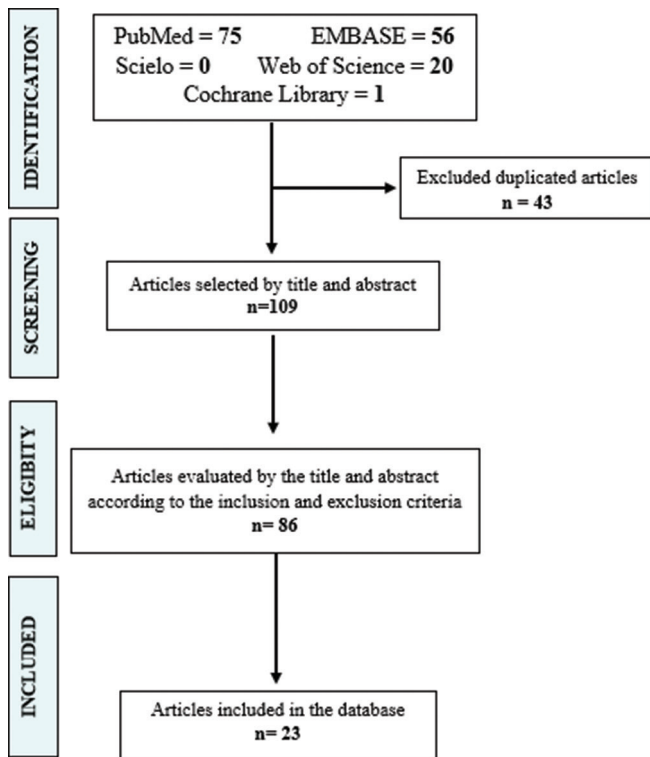 IDENTIFICATION
PubMed = 75 EMBASE = 56
Scielo = 0 Web of Science = 20
Cochrane Library = 1
Excluded duplicated articles
n = 43
SCREENING
Articles selected by title and abstract
n=109
ELIGIBITY
Articles evaluated by the title and abstract
according to the inclusion and exclusion criteria
n= 86
INCLUDED
Articles included in the database
n= 23